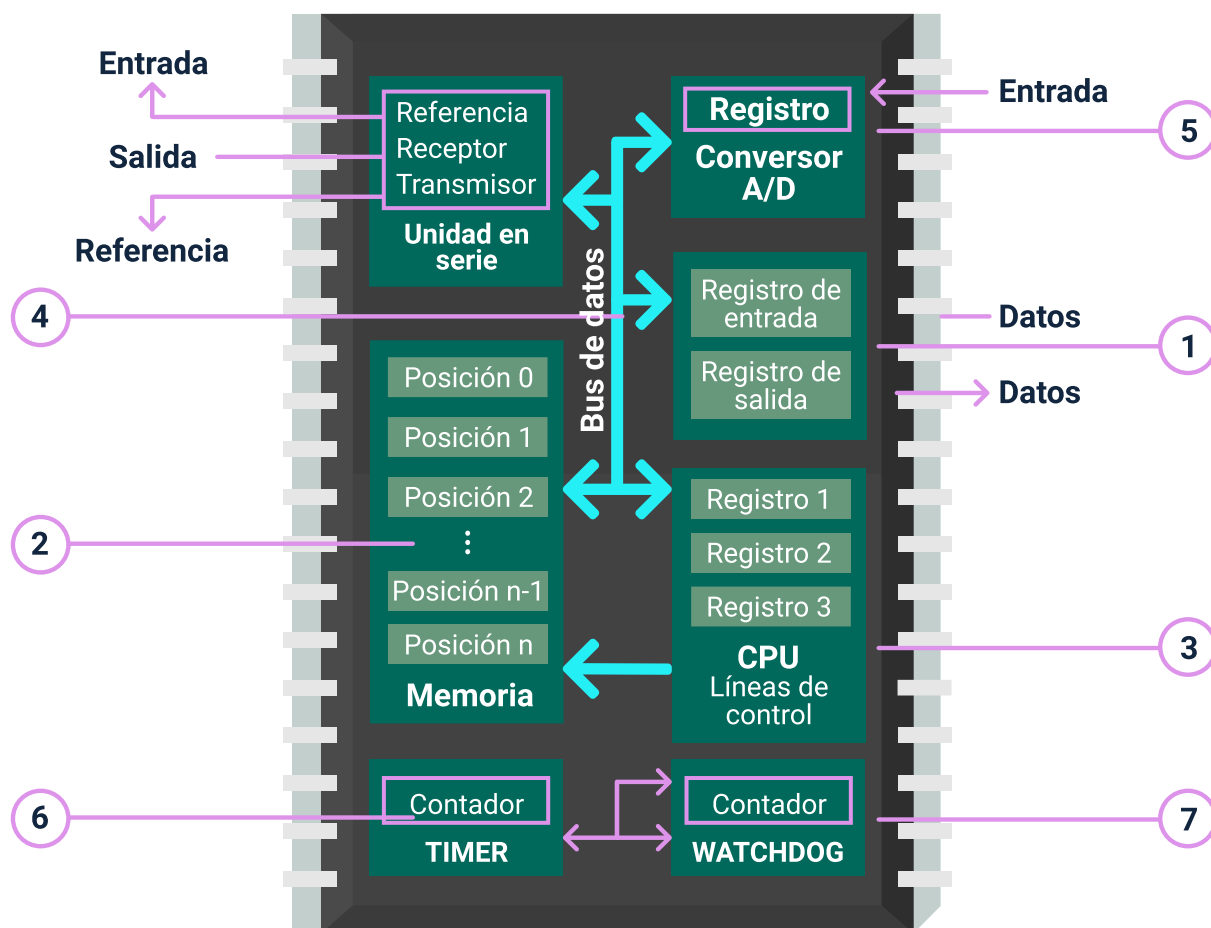 Entrada
Salida
Referencia
Referencia
Receptor
Transmisor
Unidad en
serie
Registro
Conversor
A/D
Entrada
5
4
Bus de datos
Registro de
entrada
Registro de
salida
Datos
1
Datos
Posición 0
Posición 1
Posición 2
⋮
Posición n-1
Posición n
Memoria
2
Registro 1
Registro 2
Registro 3
CPU
Líneas de
control
3
6
Contador
TIMER
Contador
WATCHDOG
7